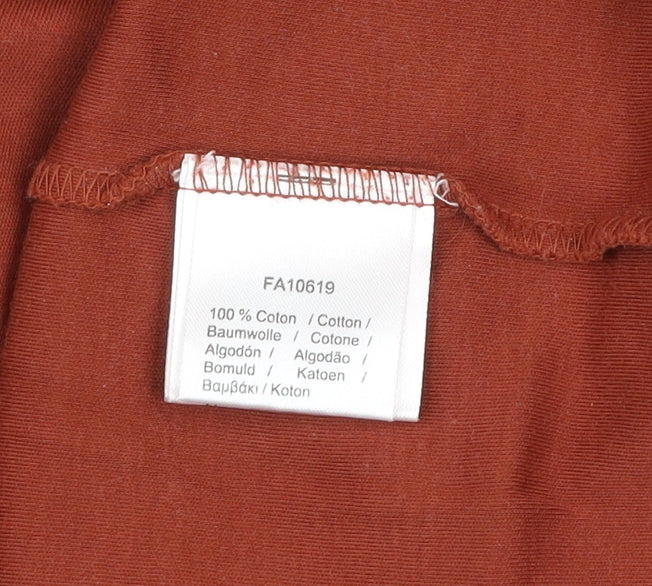 FA10619
100 % Coton / Cotton /
Baumwolle / Cotone /
Algodón / Algodão /
Bomuld / Katoen /
Βαμβάκι / Koton